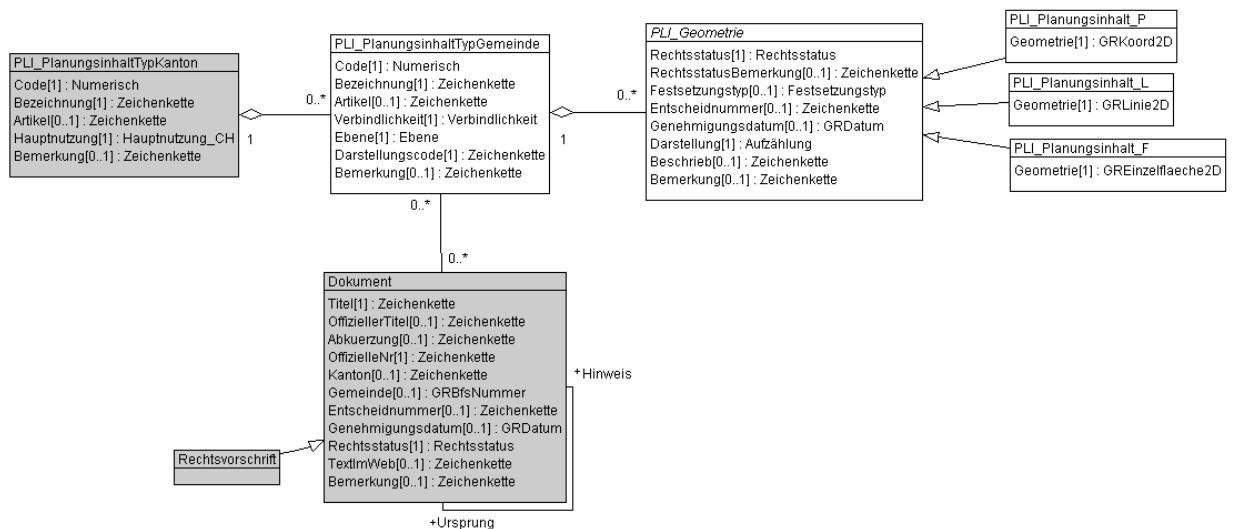 PLI_PlanungsinhaltTypKanton
Code[1] : Numerisch
Bezeichnung[1] : Zeichenkette
Artikel[0..1] : Zeichenkette
Hauptnutzung[1] : Hauptnutzung_CH
Bemerkung[0..1] : Zeichenkette
1
0..*
PLI_PlanungsinhaltTypGemeinde
Code[1] : Numerisch
Bezeichnung[1] : Zeichenkette
Artikel[0..1] : Zeichenkette
Verbindlichkeit[1] : Verbindlichkeit
Ebene[1] : Ebene
Darstellungscode[1] : Zeichenkette
Bemerkung[0..1] : Zeichenkette
1
0..*
PLI_Geometrie
Rechtsstatus[1] : Rechtsstatus
RechtsstatusBemerkung[0..1] : Zeichenkette
Festsetzungstyp[0..1] : Festsetzungstyp
Entscheidnummer[0..1] : Zeichenkette
Genehmigungsdatum[0..1] : GRDatum
Darstellung[1] : Aufzählung
Beschrieb[0..1] : Zeichenkette
Bemerkung[0..1] : Zeichenkette
PLI_Planungsinhalt_P
Geometrie[1] : GRKoord2D
PLI_Planungsinhalt_L
Geometrie[1] : GRLinie2D
PLI_Planungsinhalt_F
Geometrie[1] : GREinzelflaeche2D
0..*
0..*
Dokument
Titel[1] : Zeichenkette
OffiziellerTitel[0..1] : Zeichenkette
Abkuerzung[0..1] : Zeichenkette
OffizielleNr[1] : Zeichenkette
Kanton[0..1] : Zeichenkette
Gemeinde[0..1] : GRBfsNummer
Entscheidnummer[0..1] : Zeichenkette
Genehmigungsdatum[0..1] : GRDatum
Rechtsstatus[1] : Rechtsstatus
TextImWeb[0..1] : Zeichenkette
Bemerkung[0..1] : Zeichenkette
+Hinweis
+Ursprung
Rechtsvorschrift